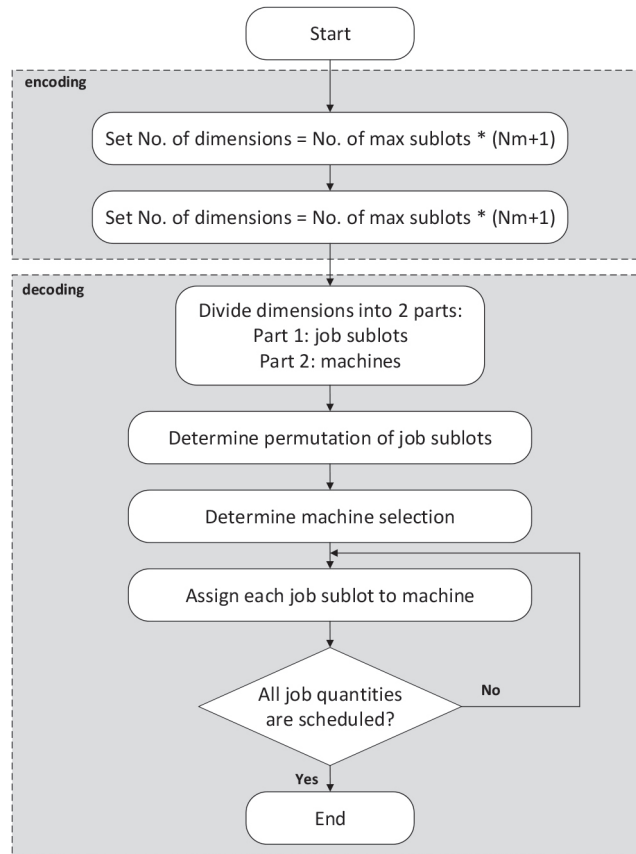 Start
encoding
Set No. of dimensions = No. of max sublots * (Nm+1)
Set No. of dimensions = No. of max sublots * (Nm+1)
decoding
Divide dimensions into 2 parts:
Part 1: job sublots
Part 2: machines
Determine permutation of job sublots
Determine machine selection
Assign each job sublot to machine
All job quantities
are scheduled?
No
Yes
End